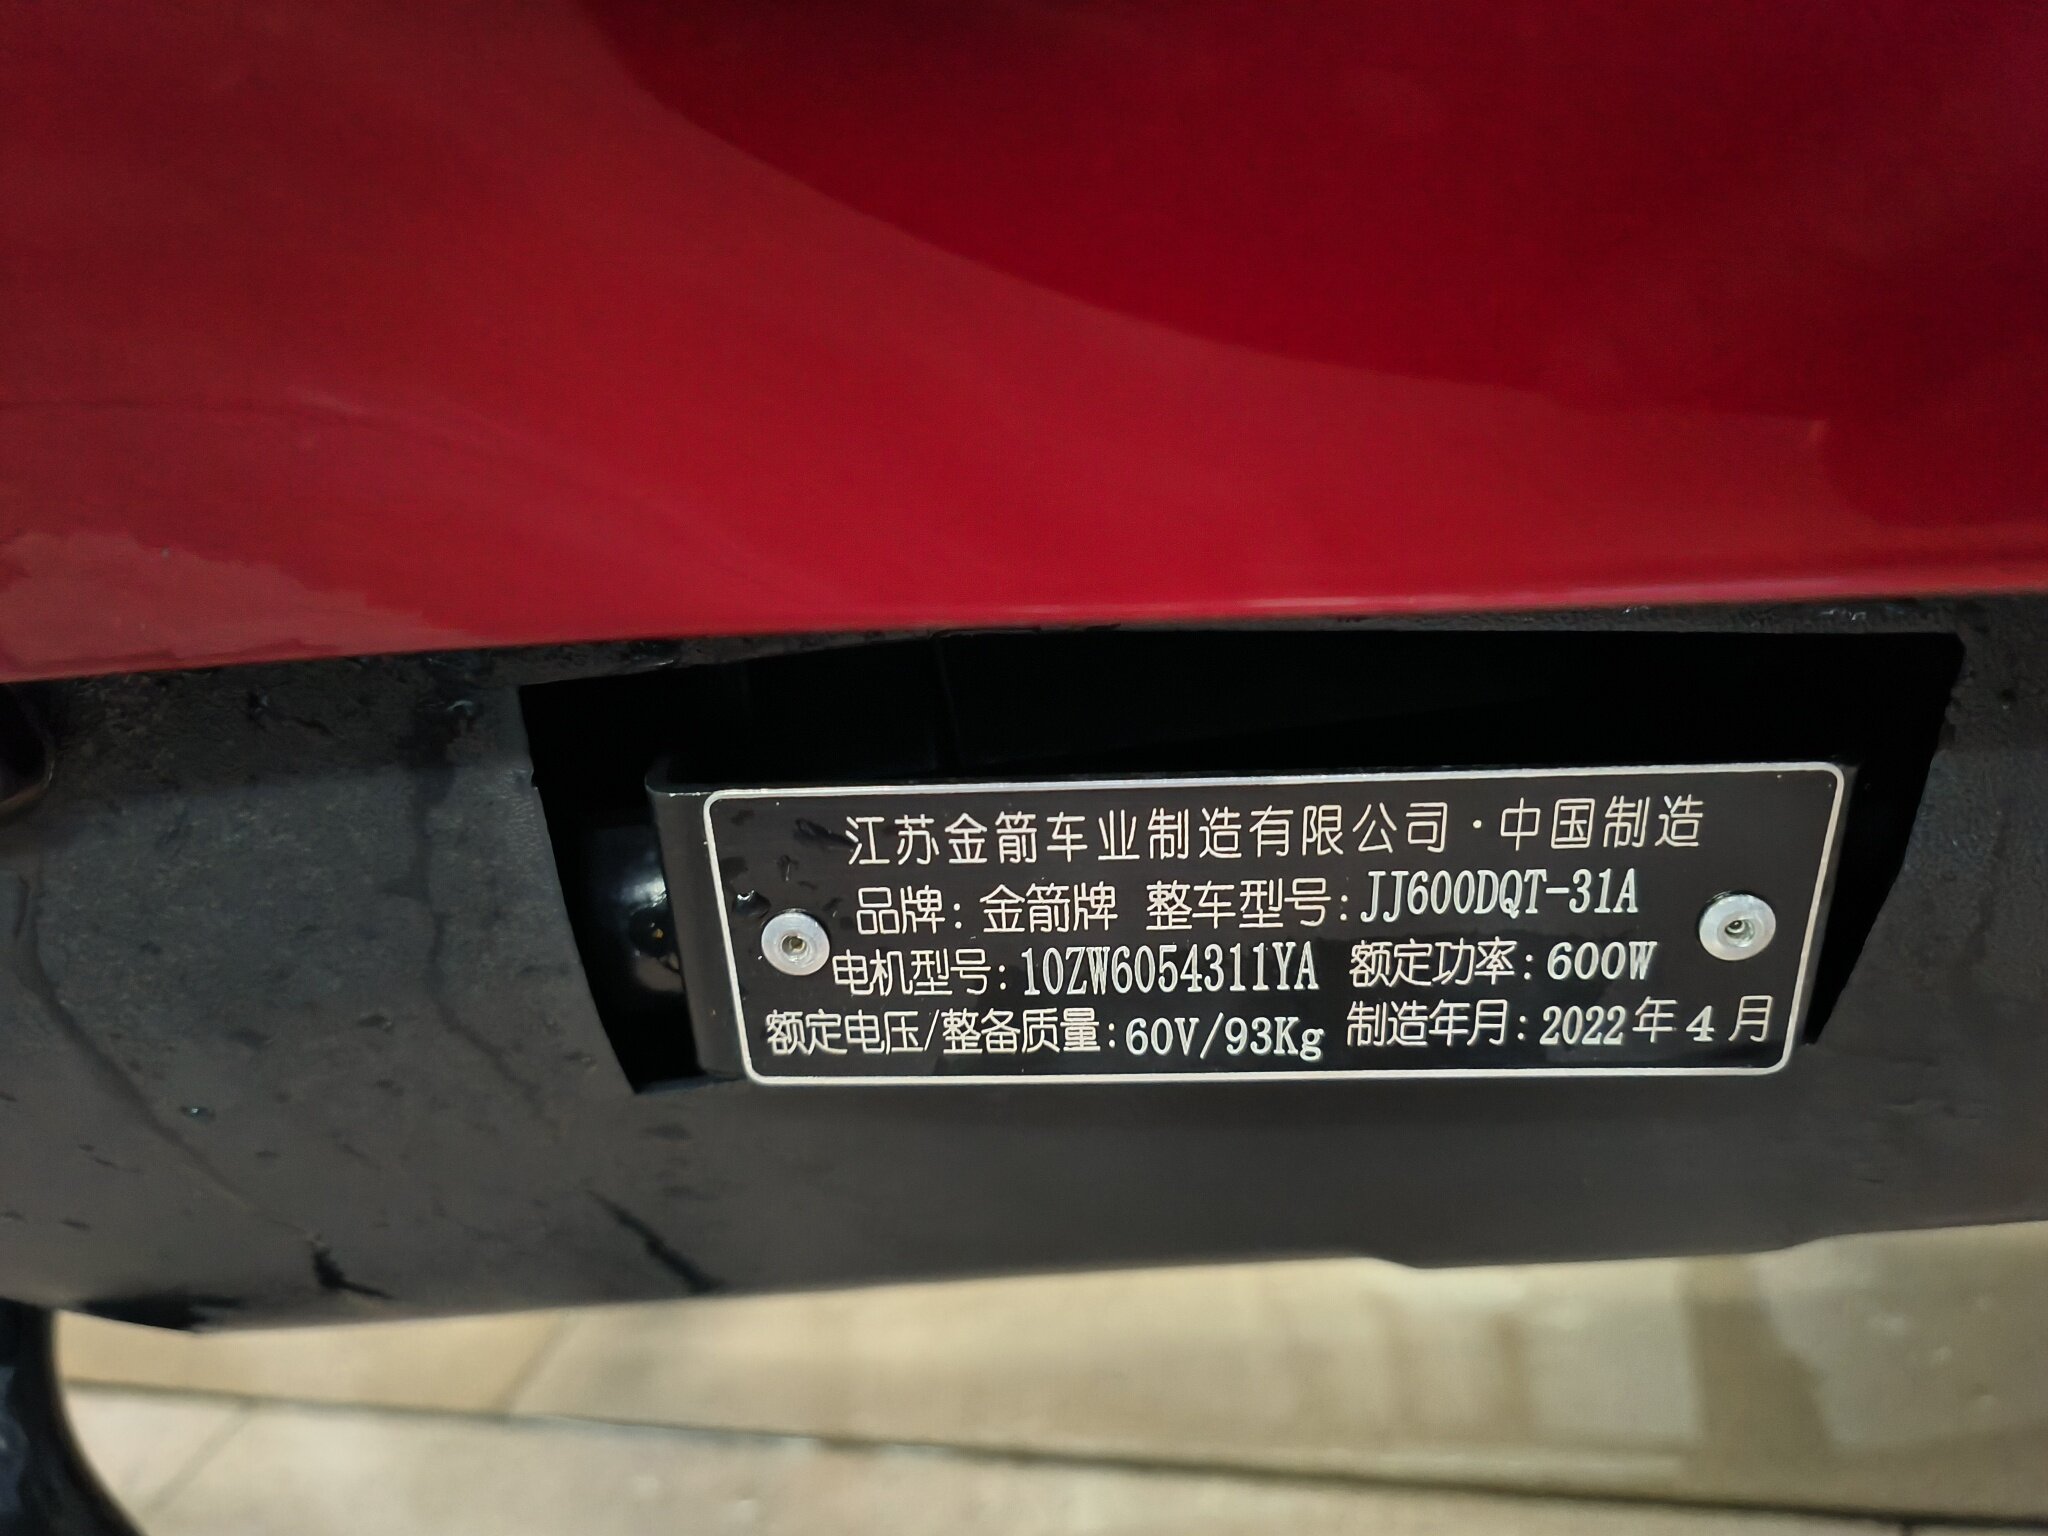 江苏金箭车业制造有限公司·中国制造
品牌：金箭牌 整车型号：JJ600DQT-31A
电机型号：10ZW6054311YA 额定功率：600W
额定电压/整备质量：60V/93Kg 制造年月：2022年4月